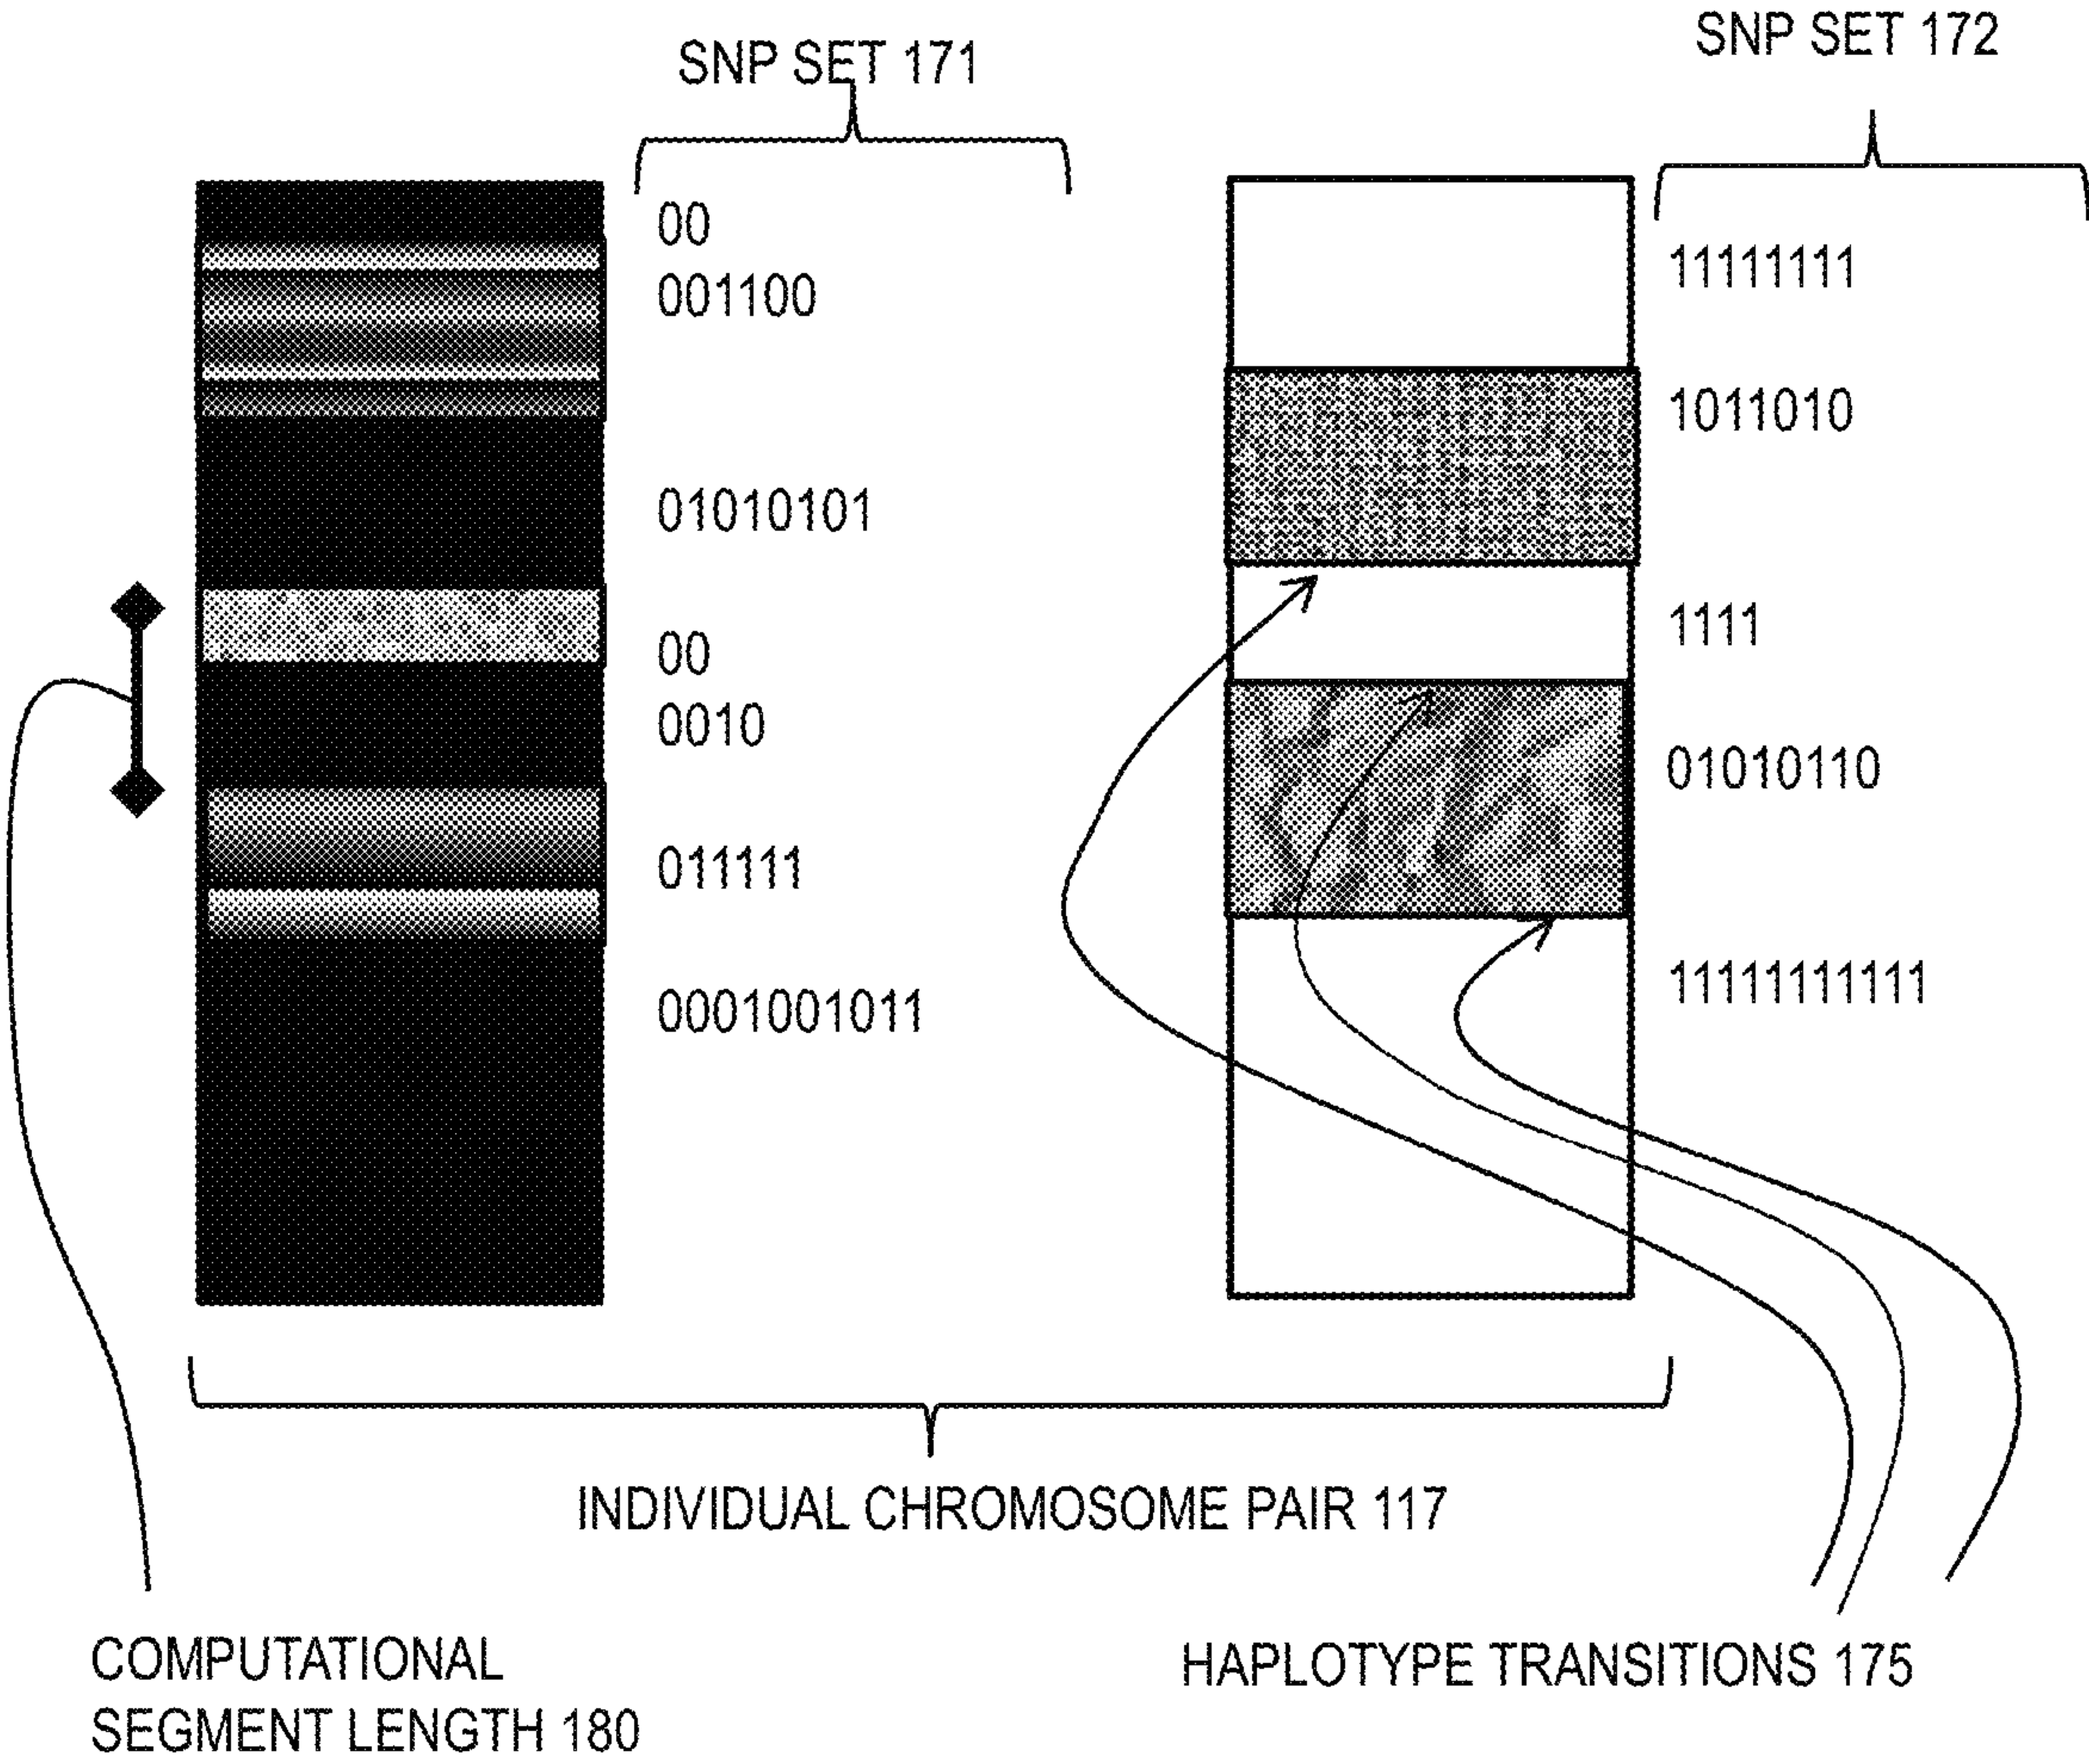 SNP SET 171
00
001100
01010101
00
0010
011111
0001001011
SNP SET 172
11111111
1011010
1111
01010110
11111111111
INDIVIDUAL CHROMOSOME PAIR 117
COMPUTATIONAL
SEGMENT LENGTH 180
HAPLOTYPE TRANSITIONS 175